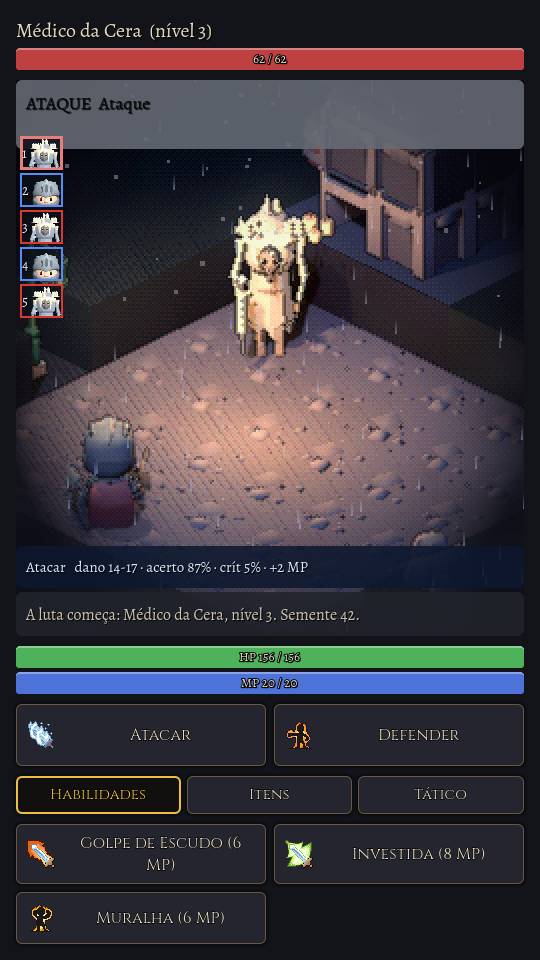 Médico da Cera (nível 3)
62 / 62
ATAQUE Ataque
1
2
3
4
5
Atacar dano 14-17 · acerto 87% · crít 5% · +2 MP
A luta começa: Médico da Cera, nível 3. Semente 42.
HP 156 / 156
MP 20 / 20
Atacar
Defender
Habilidades
Itens
Tático
Golpe de Escudo (6
MP)
Investida (8 MP)
Muralha (6 MP)